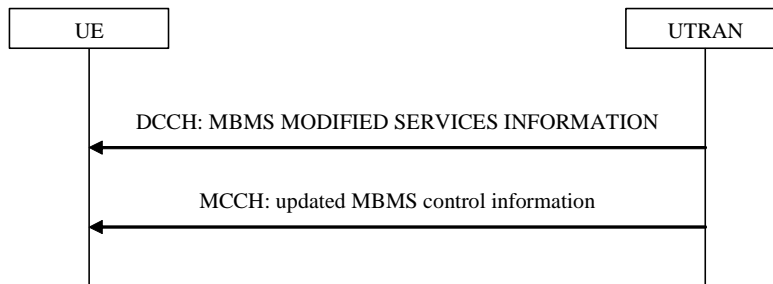 UE
UTRAN
DCCH: MBMS MODIFIED SERVICES INFORMATION
MCCH: updated MBMS control information